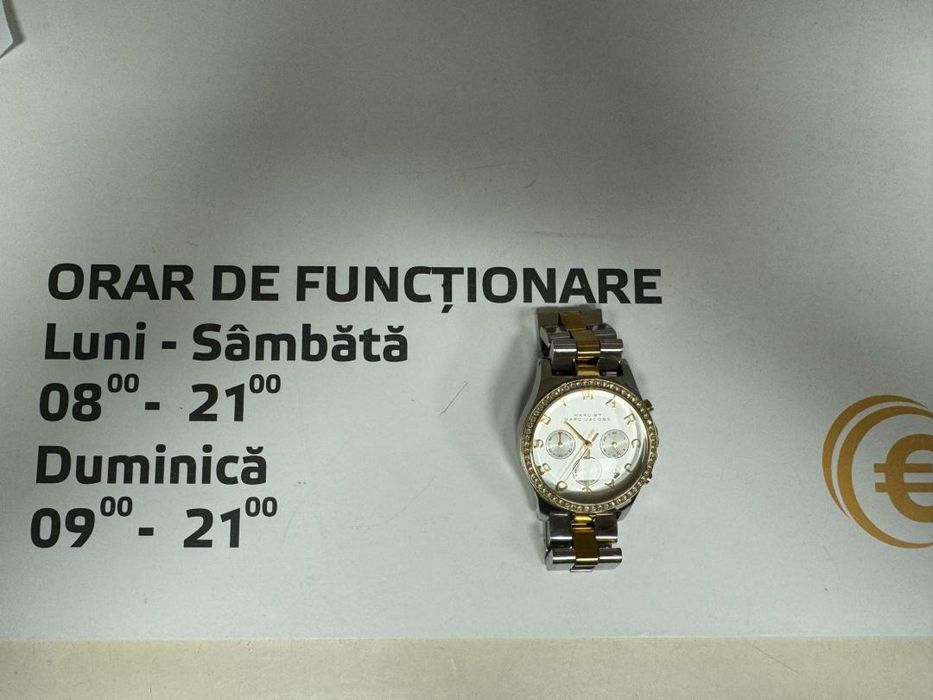 ORAR DE FUNCȚIONARE
Luni - Sâmbătă
08⁰⁰ - 21⁰⁰
Duminică
09⁰⁰ - 21⁰⁰
€
MARC BY
MARC JACOBS